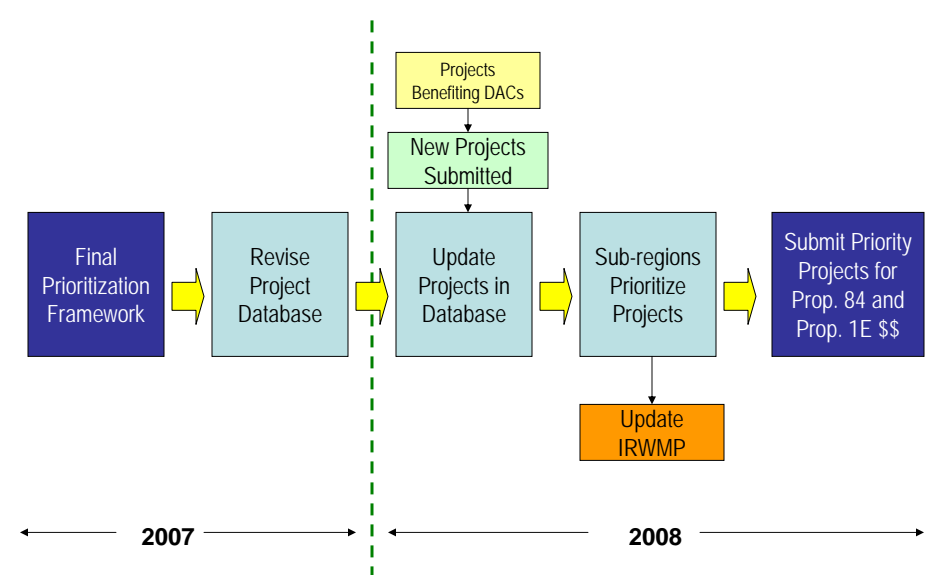 Projects
Benefiting DACs
New Projects
Submitted
Final
Prioritization
Framework
Revise
Project
Database
Update
Projects in
Database
Sub-regions
Prioritize
Projects
Submit Priority
Projects for
Prop. 84 and
Prop. 1E $$
Update
IRWMP
2007
2008